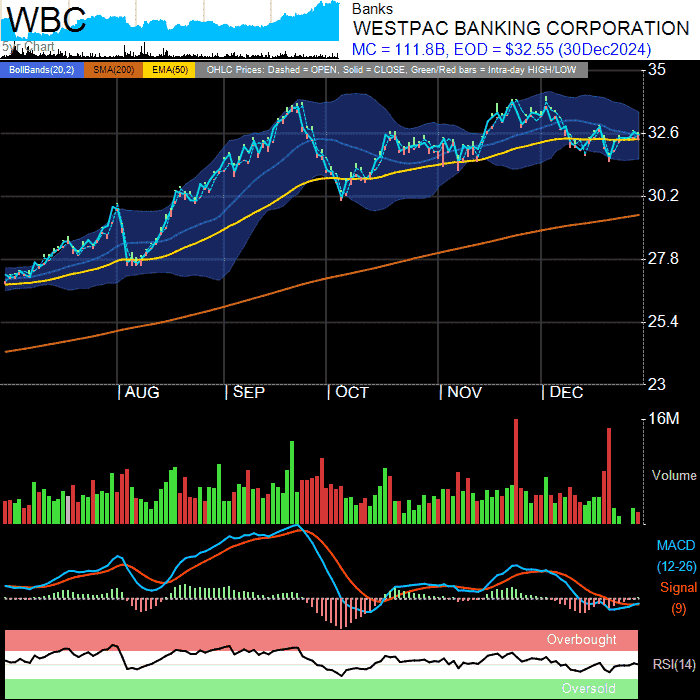 WBC
5yr Chart
Banks
WESTPAC BANKING CORPORATION
MC = 111.8B, EOD = $32.55 (30Dec2024)
BollBands(20,2) SMA(200) EMA(50) OHLC Prices: Dashed = OPEN, Solid = CLOSE, Green/Red bars = Intra-day HIGH/LOW
35
32.6
30.2
27.8
25.4
23
AUG SEP OCT NOV DEC
16M
Volume
MACD
(12-26)
Signal
(9)
Overbought
RSI(14)
Oversold